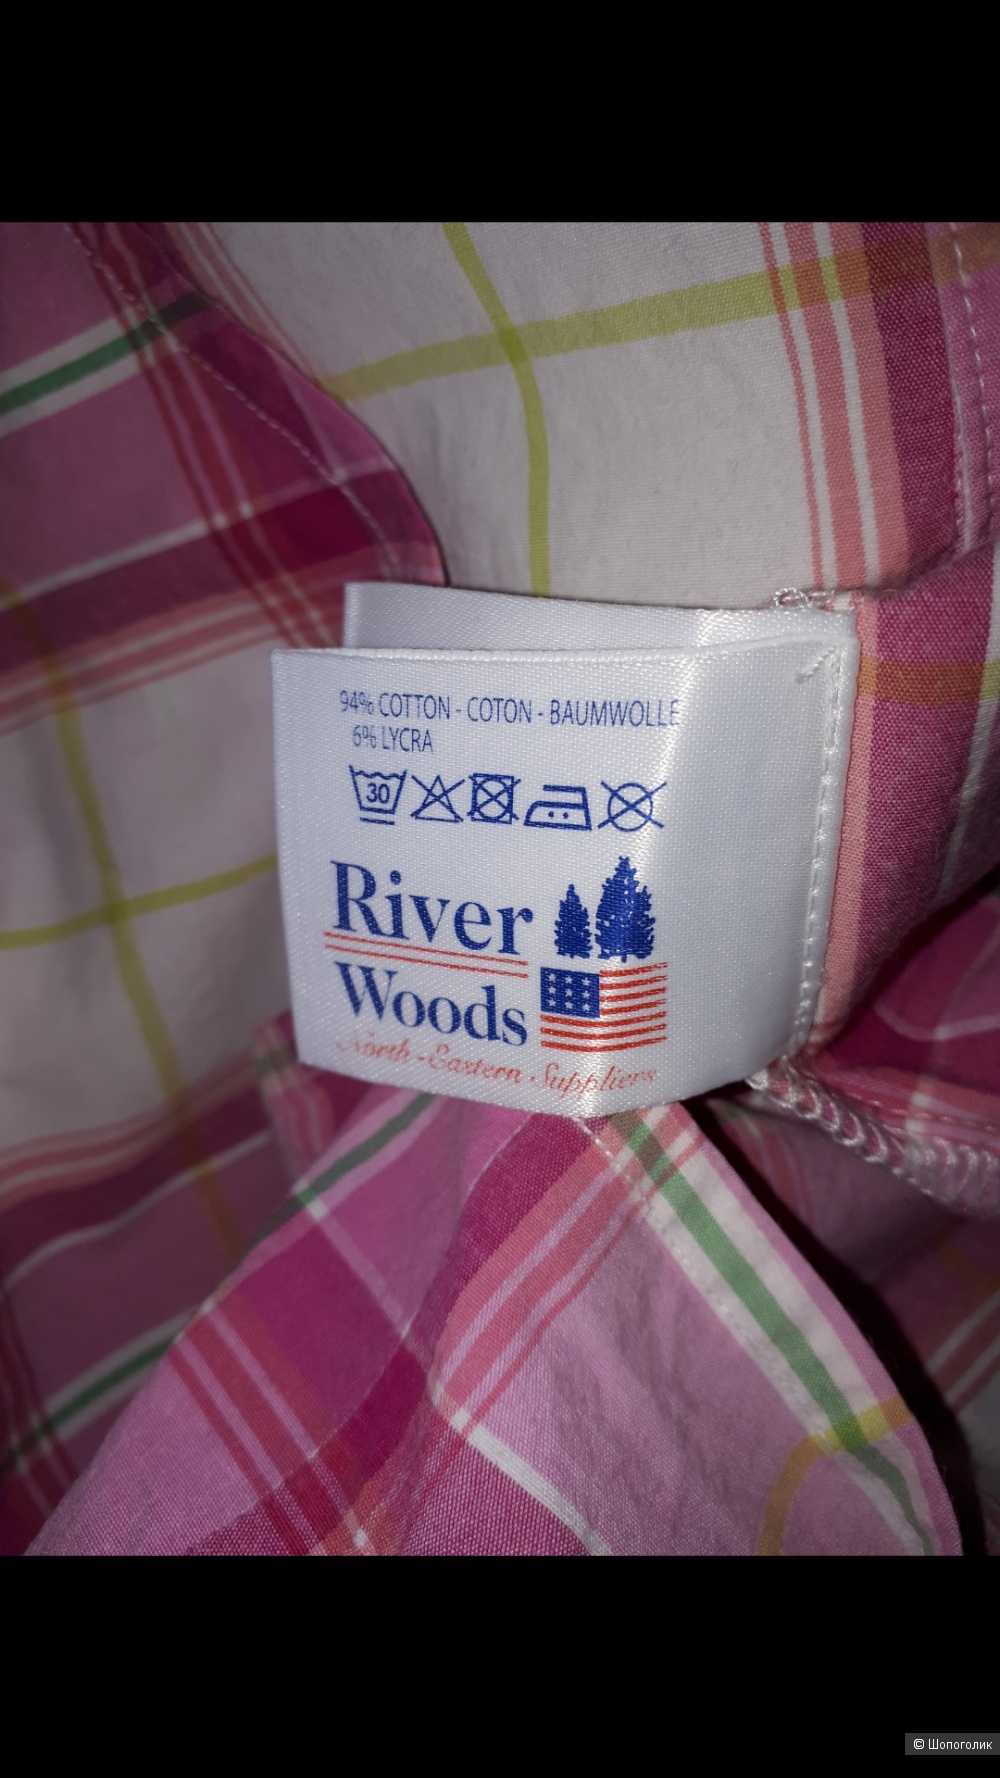 94% COTTON - COTON - BAUMWOLLE
6% LYCRA
30
River
Woods
North-Eastern Suppliers
© Шопоголик